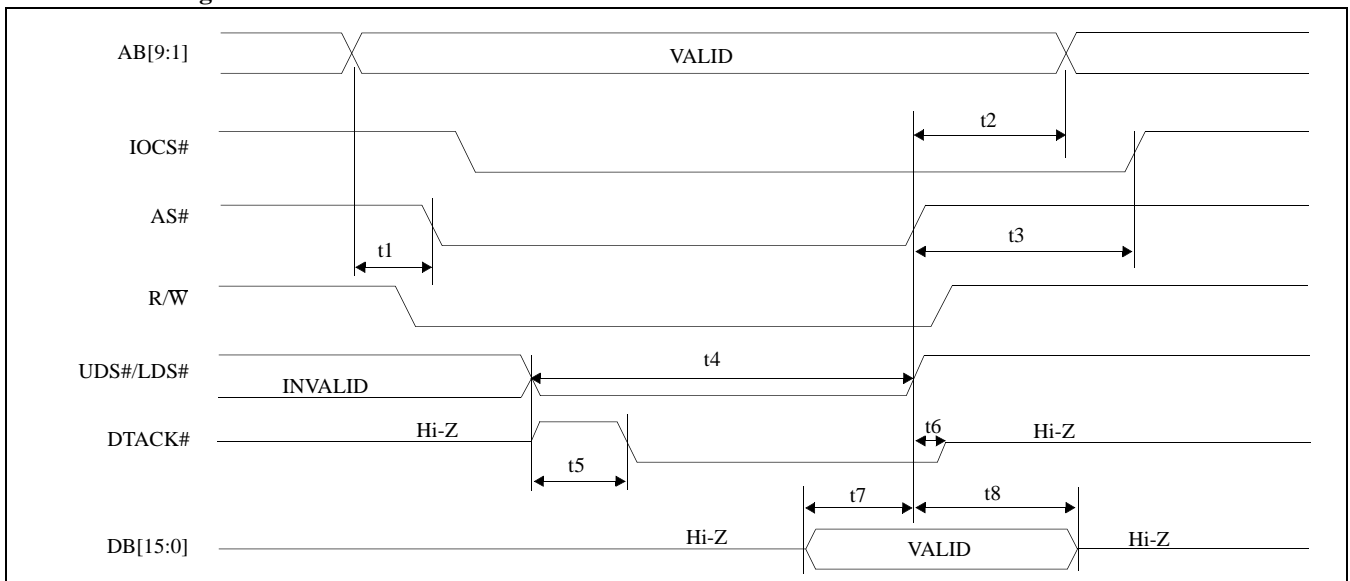 AB[9:1]
VALID
t2
IOCS#
AS#
t3
t1
R/W̅
UDS#/LDS#
t4
INVALID
DTACK#
Hi-Z
t6
Hi-Z
t5
t7
t8
DB[15:0]
Hi-Z
VALID
Hi-Z